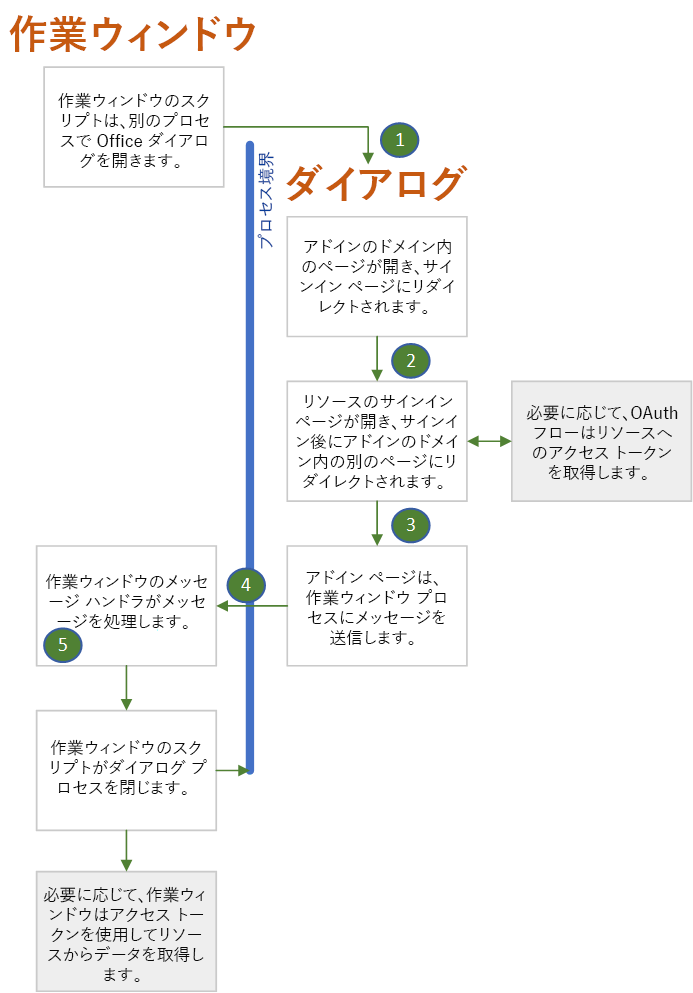 作業ウィンドウ
作業ウィンドウのスク
リプトは、別のプロセ
スで Office ダイアロ
グを開きます。
1
プロセス境界
ダイアログ
アドインのドメイン内
のページが開き、サイ
ンイン ページにリダイ
レクトされます。
2
リソースのサインイン
ページが開き、サインイ
ン後にアドインのドメイ
ン内の別のページにリ
ダイレクトされます。
必要に応じて、OAuth
フローはリソースへ
のアクセス トークン
を取得します。
3
アドイン ページは、
作業ウィンドウ プロ
セスにメッセージを
送信します。
4
作業ウィンドウのメッセ
ージ ハンドラがメッセ
ージを処理します。
5
作業ウィンドウのスク
リプトがダイアログ プ
ロセスを閉じます。
必要に応じて、作業ウィ
ンドウはアクセス トーク
ンを使用してリソー
スからデータを取得し
ます。